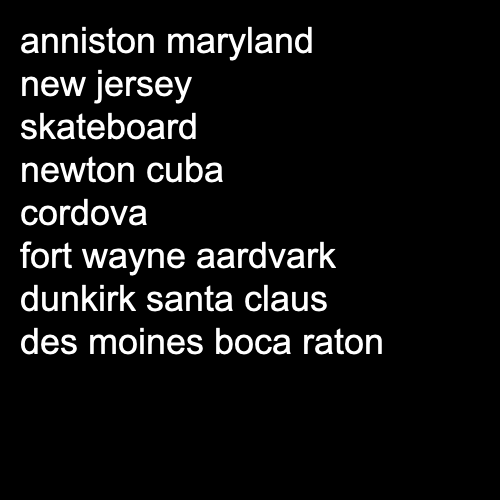 anniston maryland
new jersey
skateboard
newton cuba
cordova
fort wayne aardvark
dunkirk santa claus
des moines boca raton